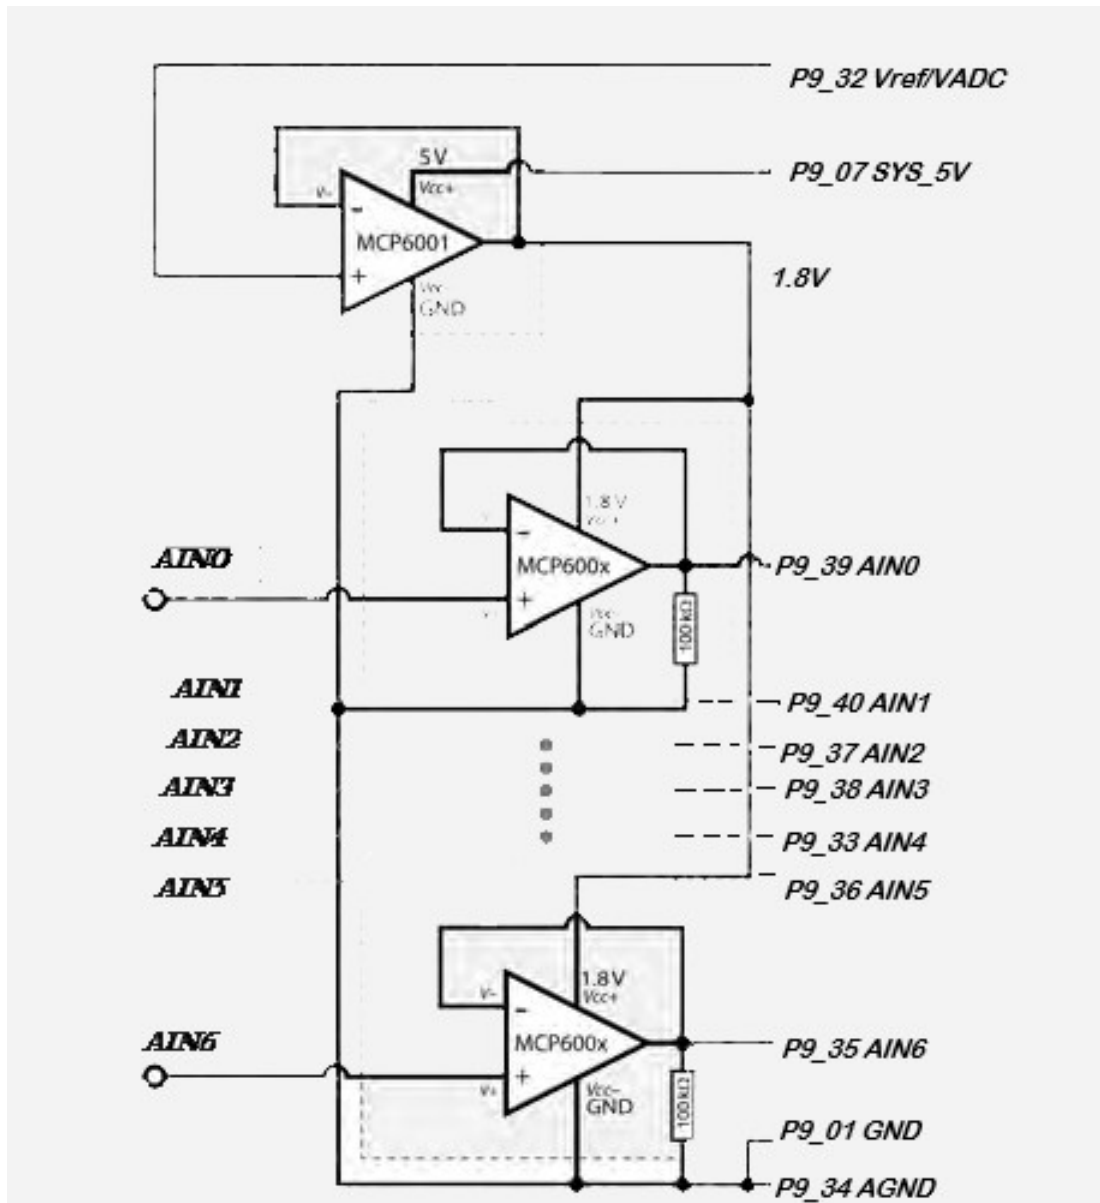 P9_32 Vref/VADC
5V
P9_07 SYS_5V
V-
Vcc+
−
MCP6001
+
1.8V
Vcc-
GND
1.8V
Vcc+
−
AIN0
MCP600x
P9_39 AIN0
+
Vcc-
GND
100kΩ
AIN1
P9_40 AIN1
AIN2
P9_37 AIN2
AIN3
P9_38 AIN3
AIN4
P9_33 AIN4
AIN5
P9_36 AIN5
1.8V
V-
Vcc+
−
AIN6
MCP600x
P9_35 AIN6
+
V+
Vcc-
GND
100kΩ
P9_01 GND
P9_34 AGND